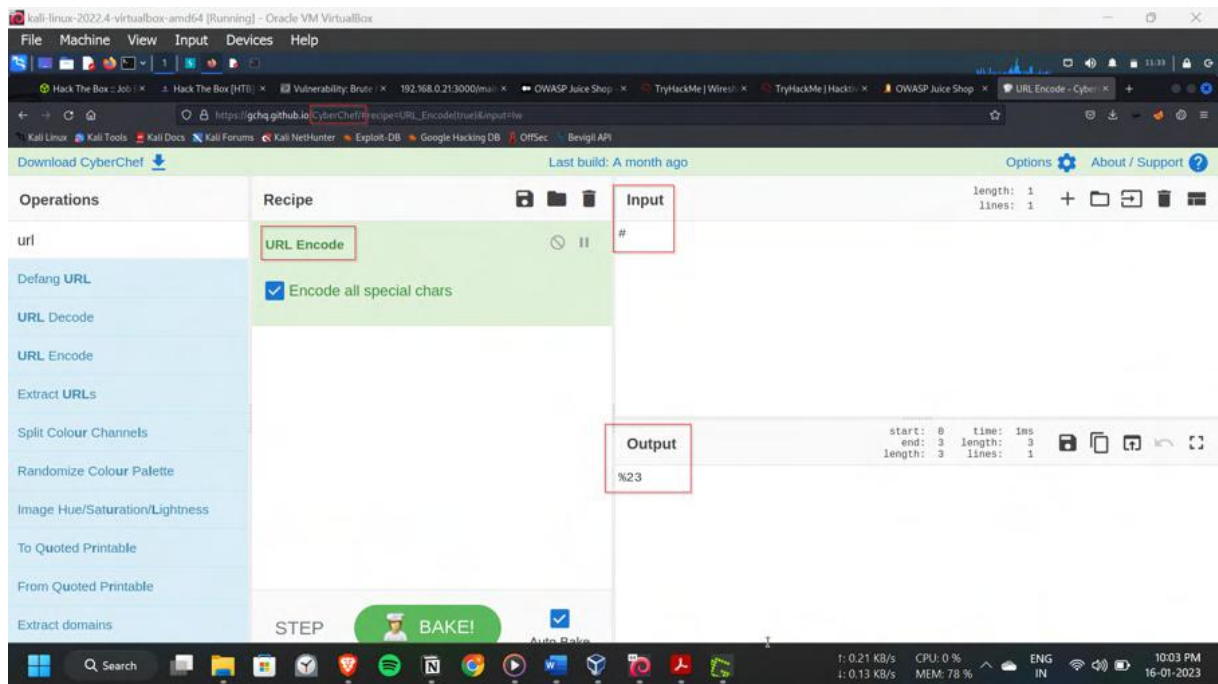 kali-linux-2022.4-virtualbox-amd64 [Running] - Oracle VM VirtualBox
File Machine View Input Devices Help
1 11:33
Hack The Box :: Job Hack The Box [HTB] Vulnerability: Brute 192.168.0.21:3000/mai OWASP Juice Shop TryHackMe | Wiresh TryHackMe | Hacktiv OWASP Juice Shop URL Encode - Cyber
https://gchq.github.io/CyberChef/#recipe=URL_Encode(true)&input=Iw
Kali Linux Kali Tools Kali Docs Kali Forums Kali NetHunter Exploit-DB Google Hacking DB OffSec Bevigil API
Download CyberChef Last build: A month ago Options About / Support
Operations Recipe Input length: 1
lines: 1
url URL Encode #
Defang URL Encode all special chars
URL Decode
URL Encode
Extract URLs
Split Colour Channels Output start: 0 time: 1ms
end: 3 length: 3
length: 3 lines: 1
Randomize Colour Palette %23
Image Hue/Saturation/Lightness
To Quoted Printable
From Quoted Printable
Extract domains STEP BAKE! Auto Bake
Search ↑: 0.21 KB/s CPU: 0 % ENG 10:03 PM
↓: 0.13 KB/s MEM: 78 % IN 16-01-2023